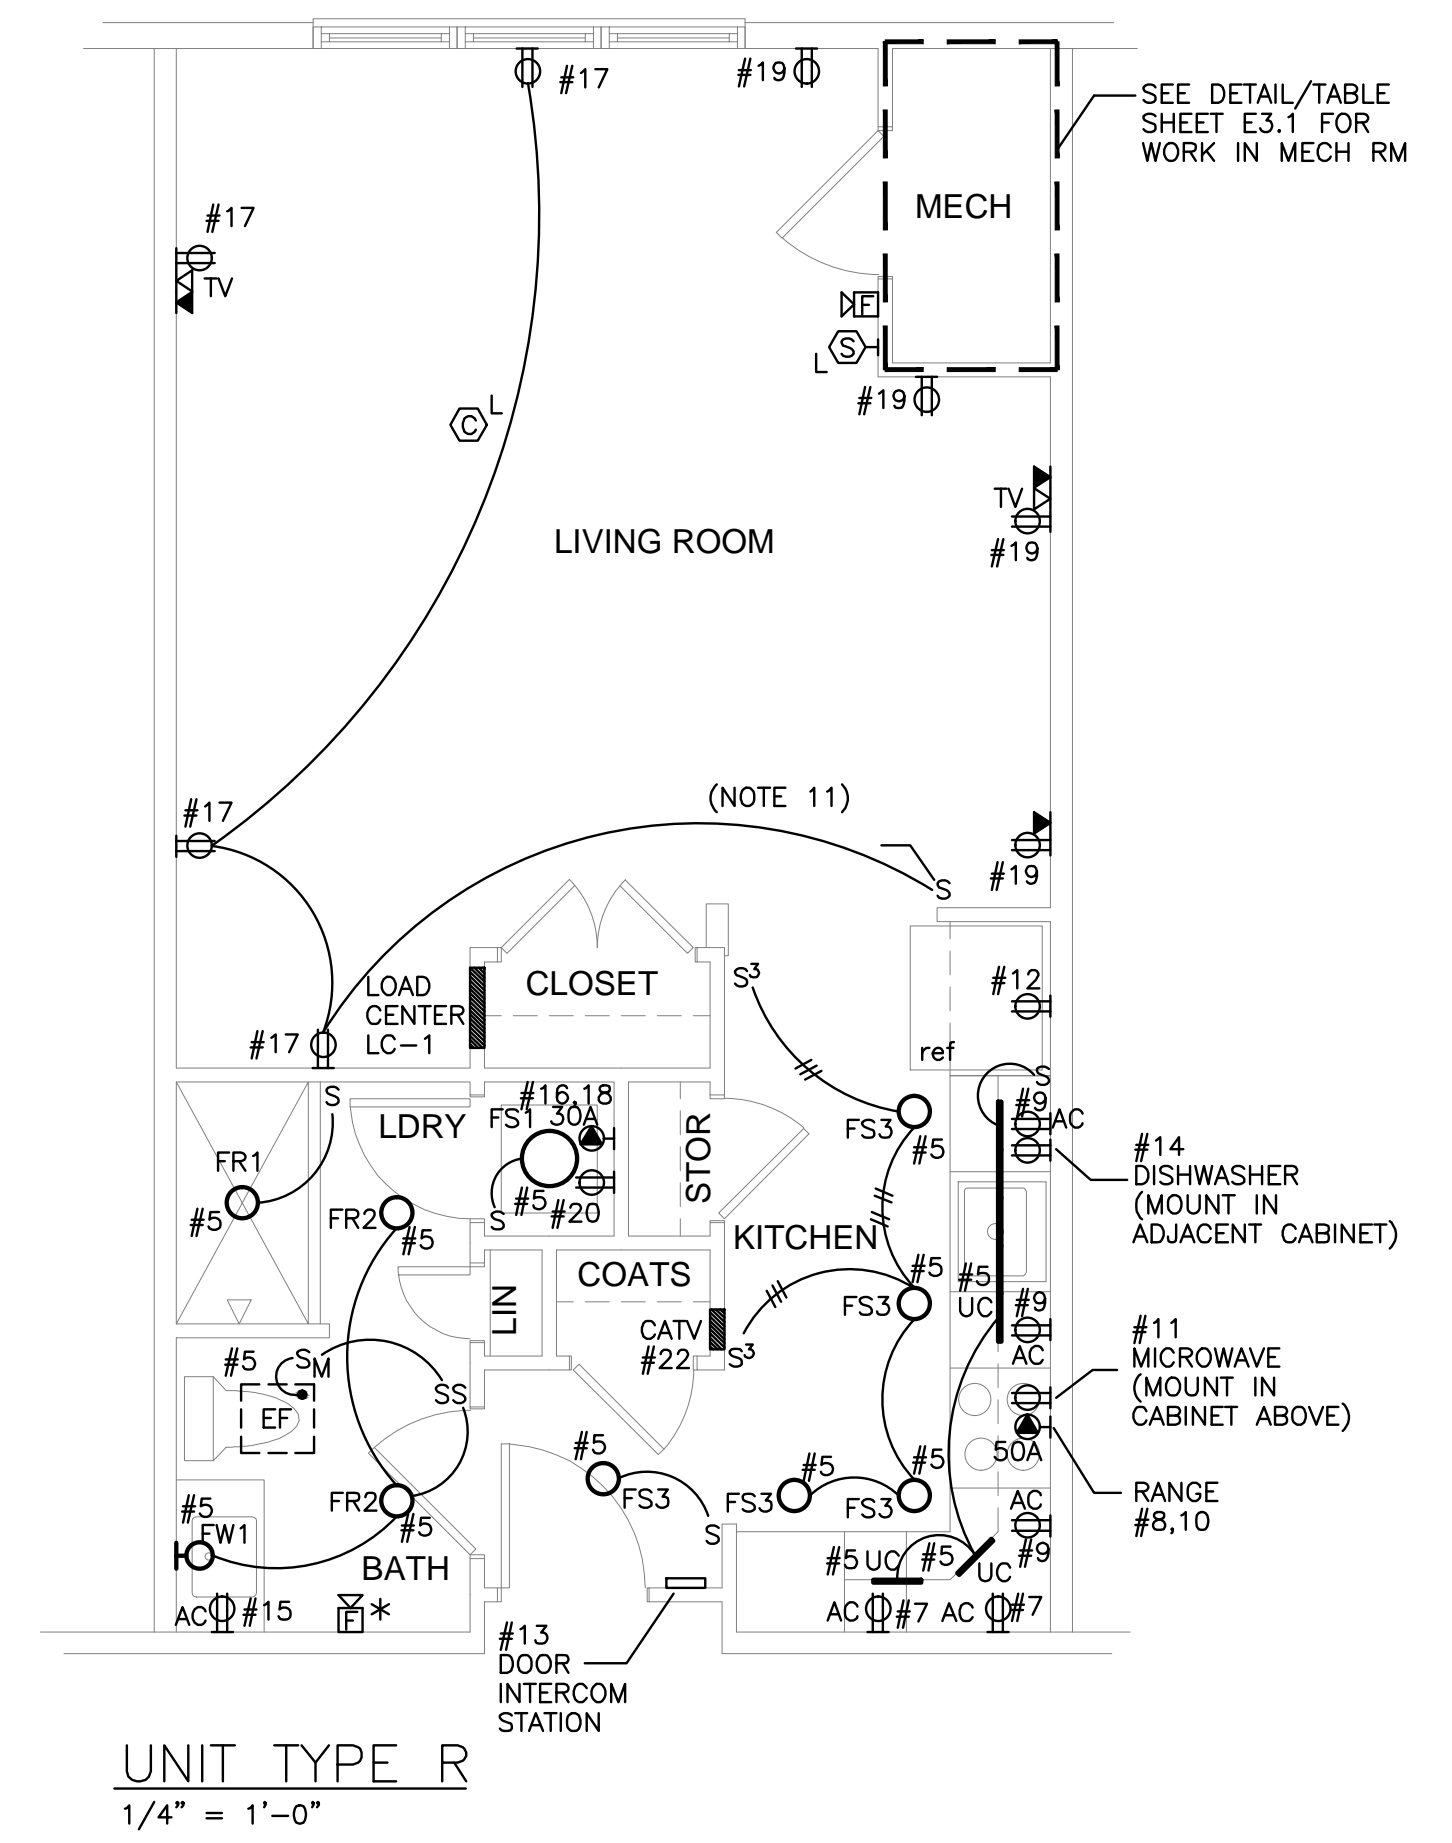 #17
#19
SEE DETAIL/TABLE
SHEET E3.1 FOR
WORK IN MECH RM
MECH
#17
TV
F
S
L
#19
L
C
TV
#19
LIVING ROOM
(NOTE 11)
#17
#19
S
CLOSET
S3
#12
LOAD
CENTER
LC-1
#17
ref
S
#16,18
FS1
30A
LDRY
S
#9
AC
FS3
#5
STOR
#14
DISHWASHER
(MOUNT IN
ADJACENT CABINET)
FR1
#5
FR2
#5
#5
S
#20
KITCHEN
COATS
LIN
#5
FS3
#5
UC
#9
AC
CATV
#22
S3
#11
MICROWAVE
(MOUNT IN
CABINET ABOVE)
#5
S
M
EF
SS
50A
#5
FS3
#5
FS3
#5
FS3
RANGE
#8,10
FR2
#5
#5
FW1
S
AC
#9
BATH
#5
UC
#5
UC
AC
#15
F
*
AC
#7
AC
#7
#13
DOOR
INTERCOM
STATION
UNIT TYPE R
1/4" = 1'-0"